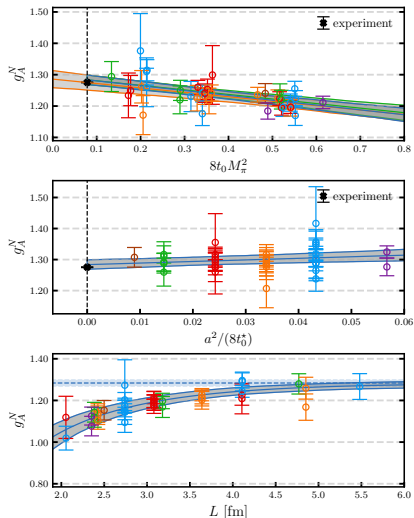 1.50
1.40
1.30
1.20
1.10
g_A^N
experiment
0.0 0.1 0.2 0.3 0.4 0.5 0.6 0.7 0.8
8t_0 M_π^2
1.50
1.40
1.30
1.20
g_A^N
experiment
0.00 0.01 0.02 0.03 0.04 0.05 0.06
a^2/(8t_0^⋆)
1.40
1.20
1.00
0.80
g_A^N
2.0 2.5 3.0 3.5 4.0 4.5 5.0 5.5 6.0
L [fm]